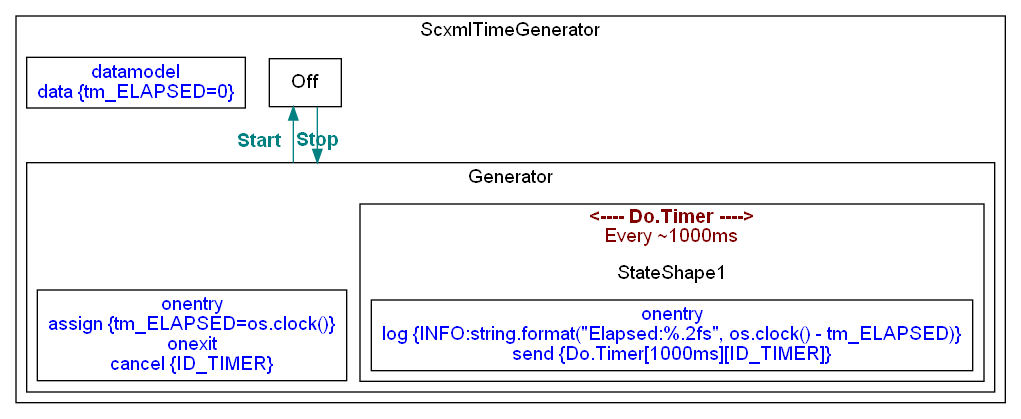 ScxmlTimeGenerator
datamodel
data {tm_ELAPSED=0}
Off
Start
Stop
Generator
<---- Do.Timer ---->
Every ~1000ms
StateShape1
onentry
assign {tm_ELAPSED=os.clock()}
onexit
cancel {ID_TIMER}
onentry
log {INFO:string.format("Elapsed:%.2fs", os.clock() - tm_ELAPSED)}
send {Do.Timer[1000ms][ID_TIMER]}